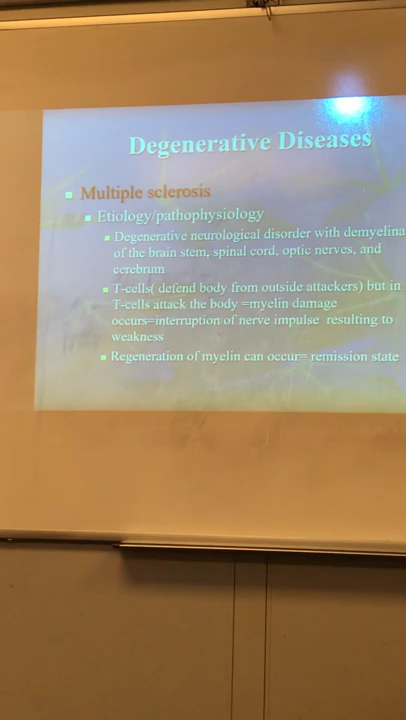 Degenerative Diseases
Multiple sclerosis
Etiology/pathophysiology
Degenerative neurological disorder with demyelina
of the brain stem, spinal cord, optic nerves, and
cerebrum
T-cells( defend body from outside attackers) but in
T-cells attack the body =myelin damage
occurs=interruption of nerve impulse resulting to
weakness
Regeneration of myelin can occur= remission state